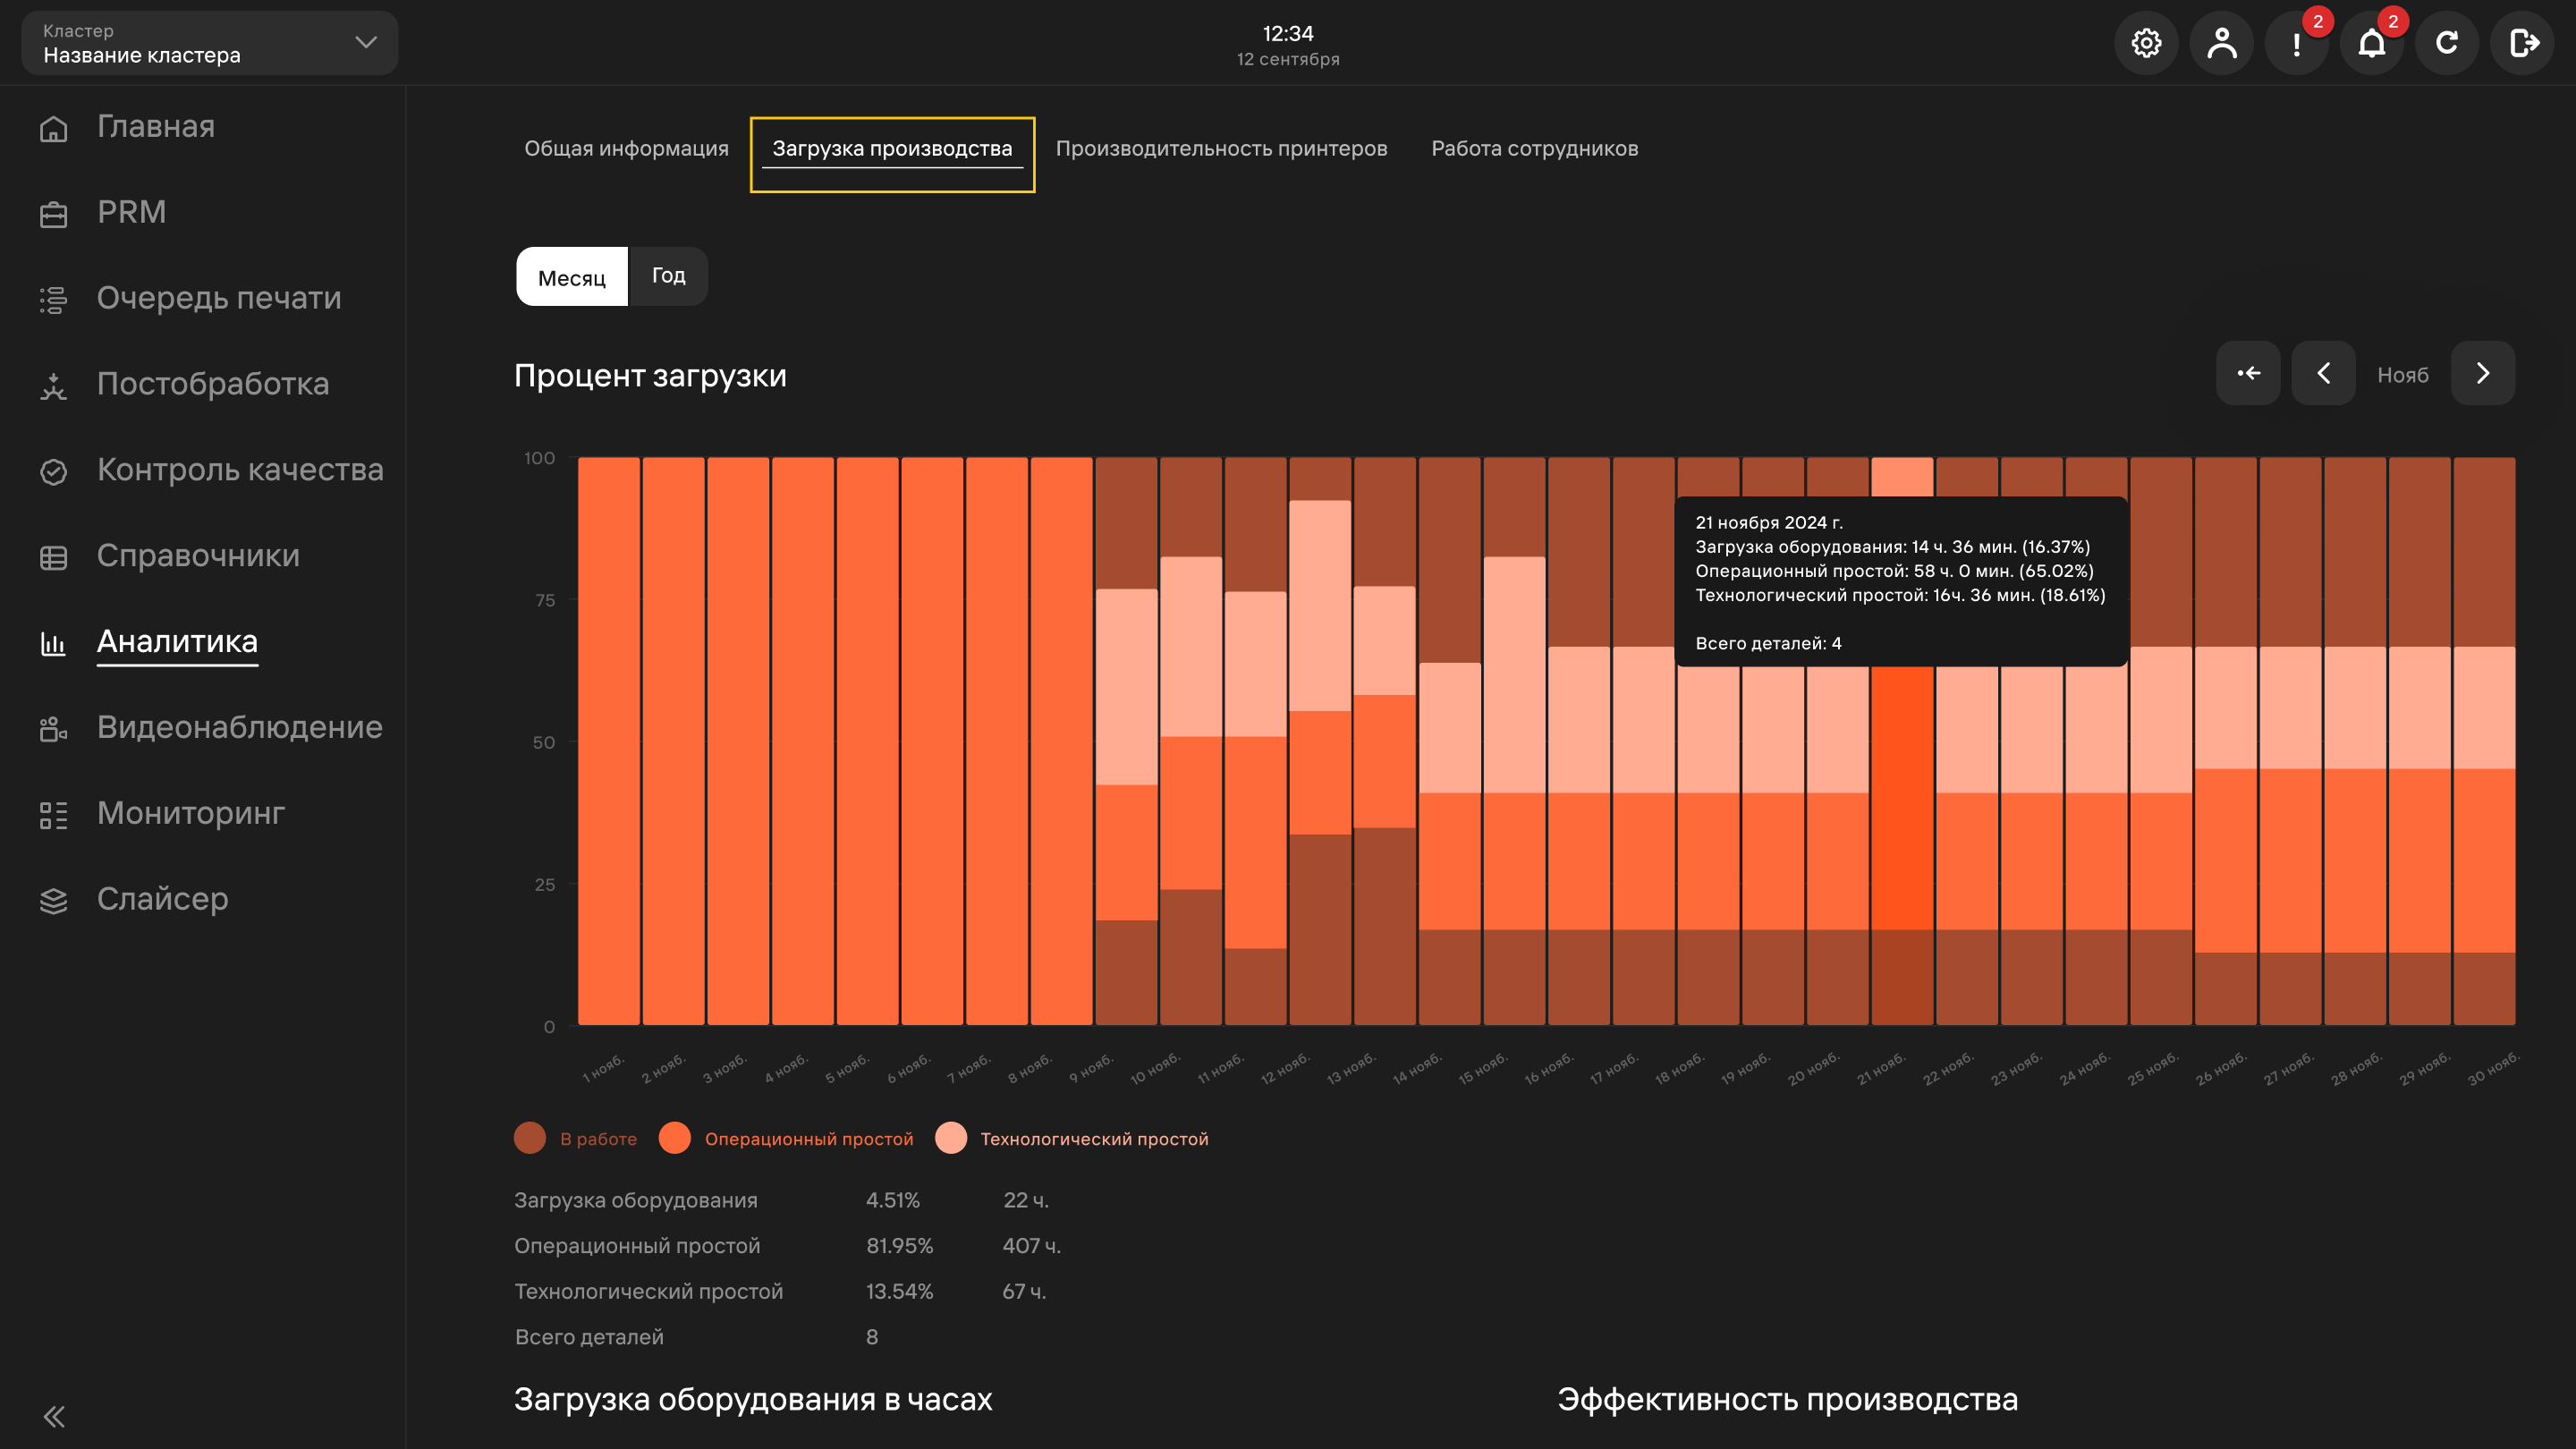 Кластер
Название кластера
12:34
12 сентября
2
2
Главная
PRM
Очередь печати
Постобработка
Контроль качества
Справочники
Аналитика
Видеонаблюдение
Мониторинг
Слайсер
Общая информация
Загрузка производства
Производительность принтеров
Работа сотрудников
Месяц
Год
Процент загрузки
Нояб
100
75
50
25
0
21 ноября 2024 г.
Загрузка оборудования: 14 ч. 36 мин. (16.37%)
Операционный простой: 58 ч. 0 мин. (65.02%)
Технологический простой: 16ч. 36 мин. (18.61%)
Всего деталей: 4
1 нояб. 2 нояб. 3 нояб. 4 нояб. 5 нояб. 6 нояб. 7 нояб. 8 нояб. 9 нояб. 10 нояб. 11 нояб. 12 нояб. 13 нояб. 14 нояб. 15 нояб. 16 нояб. 17 нояб. 18 нояб. 19 нояб. 20 нояб. 21 нояб. 22 нояб. 23 нояб. 24 нояб. 25 нояб. 26 нояб. 27 нояб. 28 нояб. 29 нояб. 30 нояб.
В работе Операционный простой Технологический простой
Загрузка оборудования 4.51% 22 ч.
Операционный простой 81.95% 407 ч.
Технологический простой 13.54% 67 ч.
Всего деталей 8
Загрузка оборудования в часах
Эффективность производства